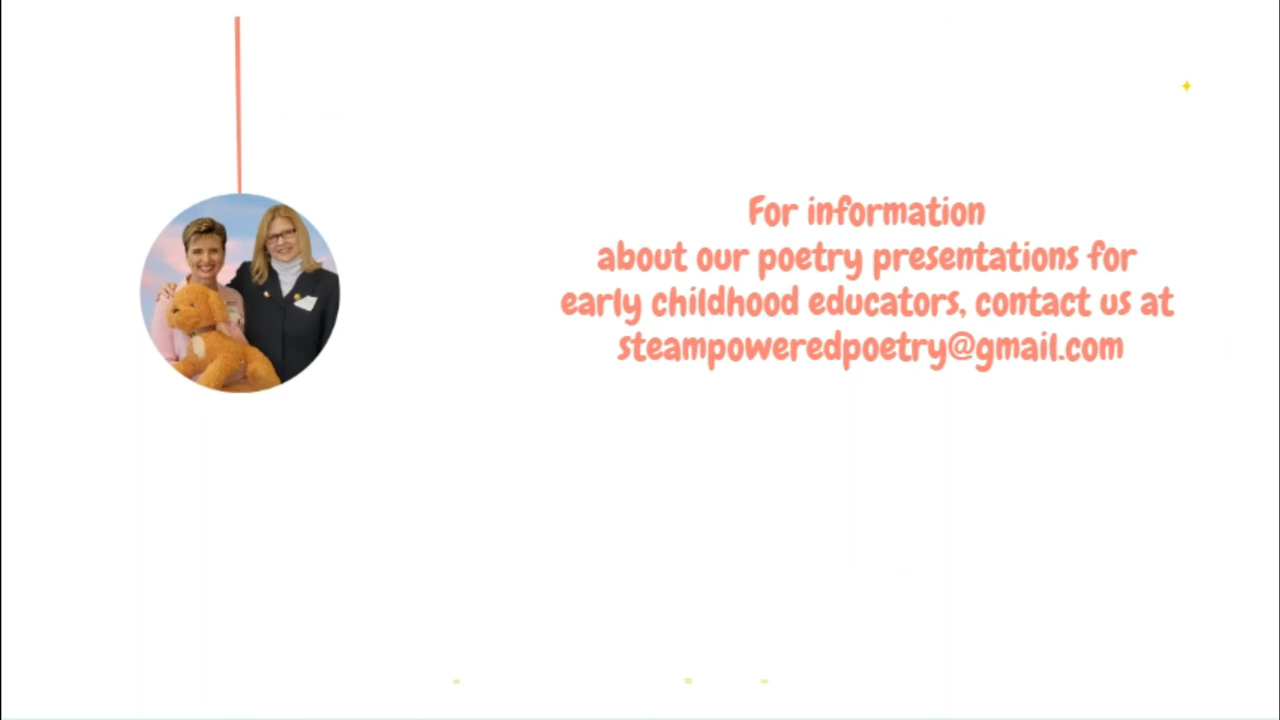 For information
about our poetry presentations for
early childhood educators, contact us at
steampoweredpoetry@gmail.com